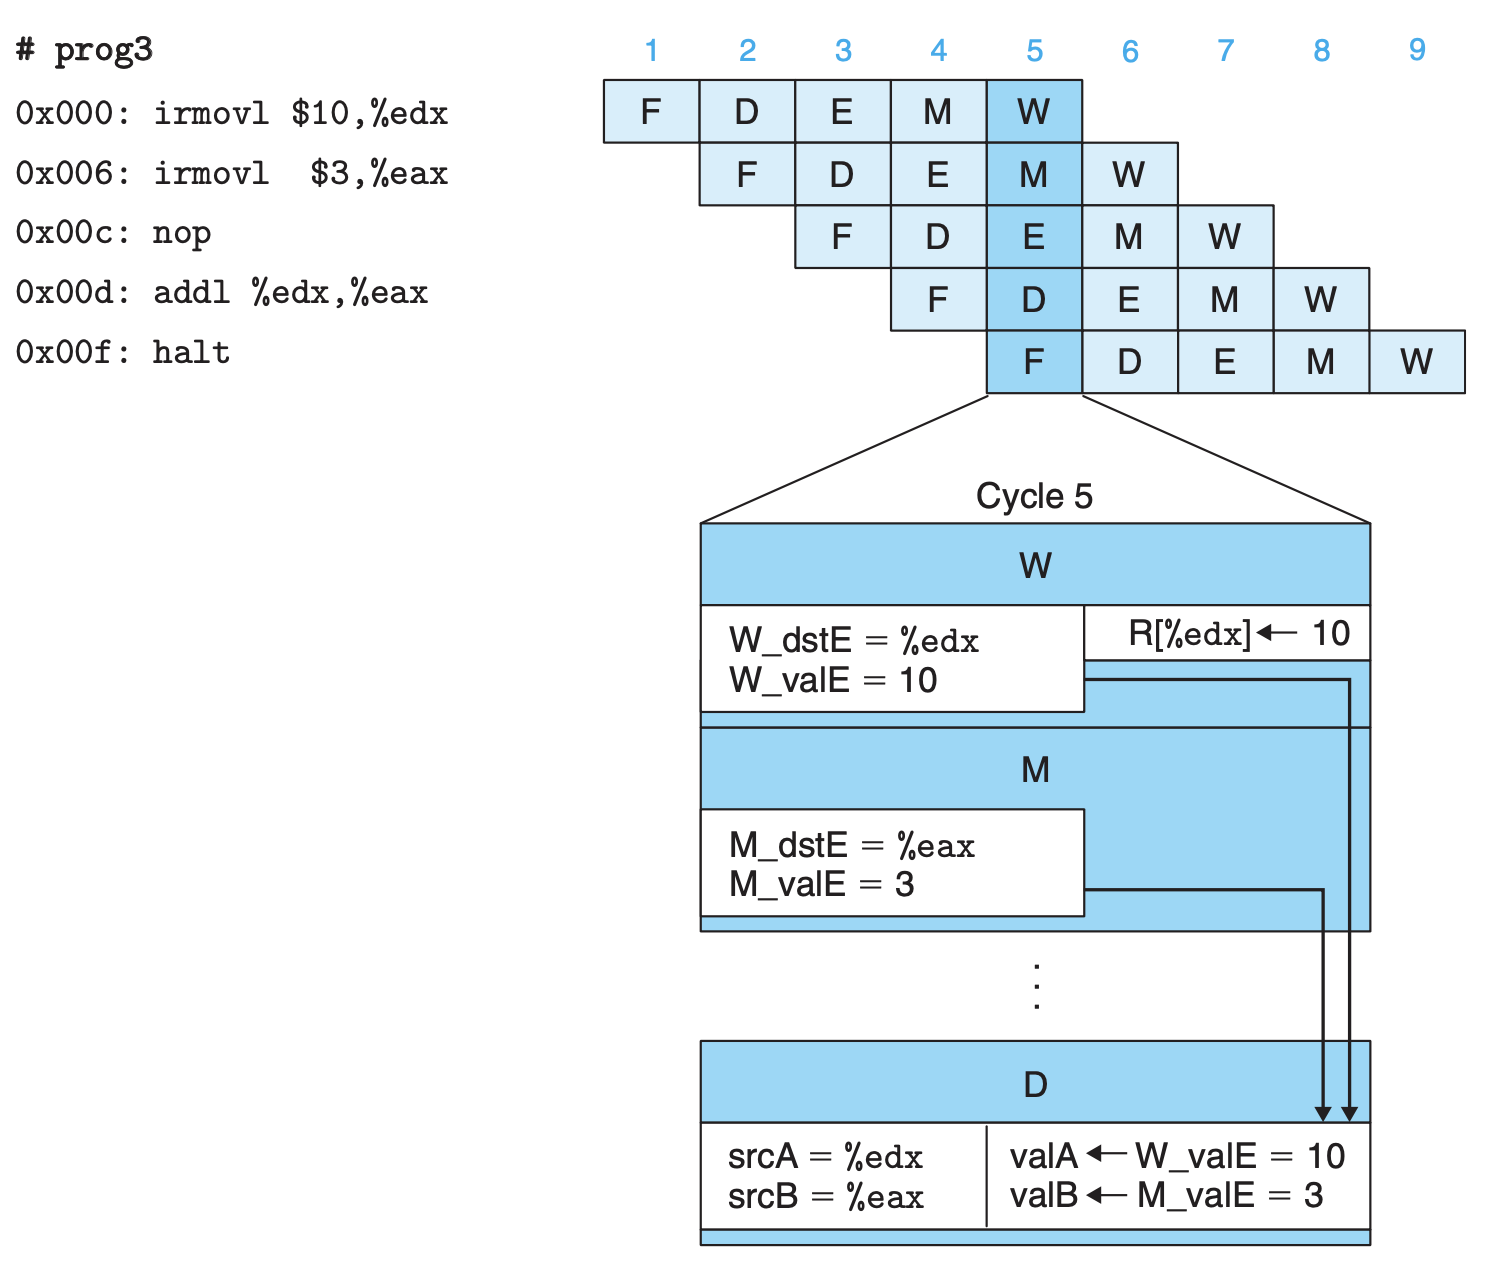 # prog3
1 2 3 4 5 6 7 8 9
0x000: irmovl $10,%edx F D E M W
0x006: irmovl  $3,%eax F D E M W
0x00c: nop F D E M W
0x00d: addl %edx,%eax F D E M W
0x00f: halt F D E M W
Cycle 5
W
W_dstE = %edx
W_valE = 10
R[%edx] ← 10
M
M_dstE = %eax
M_valE = 3
D
srcA = %edx
srcB = %eax
valA ← W_valE = 10
valB ← M_valE = 3